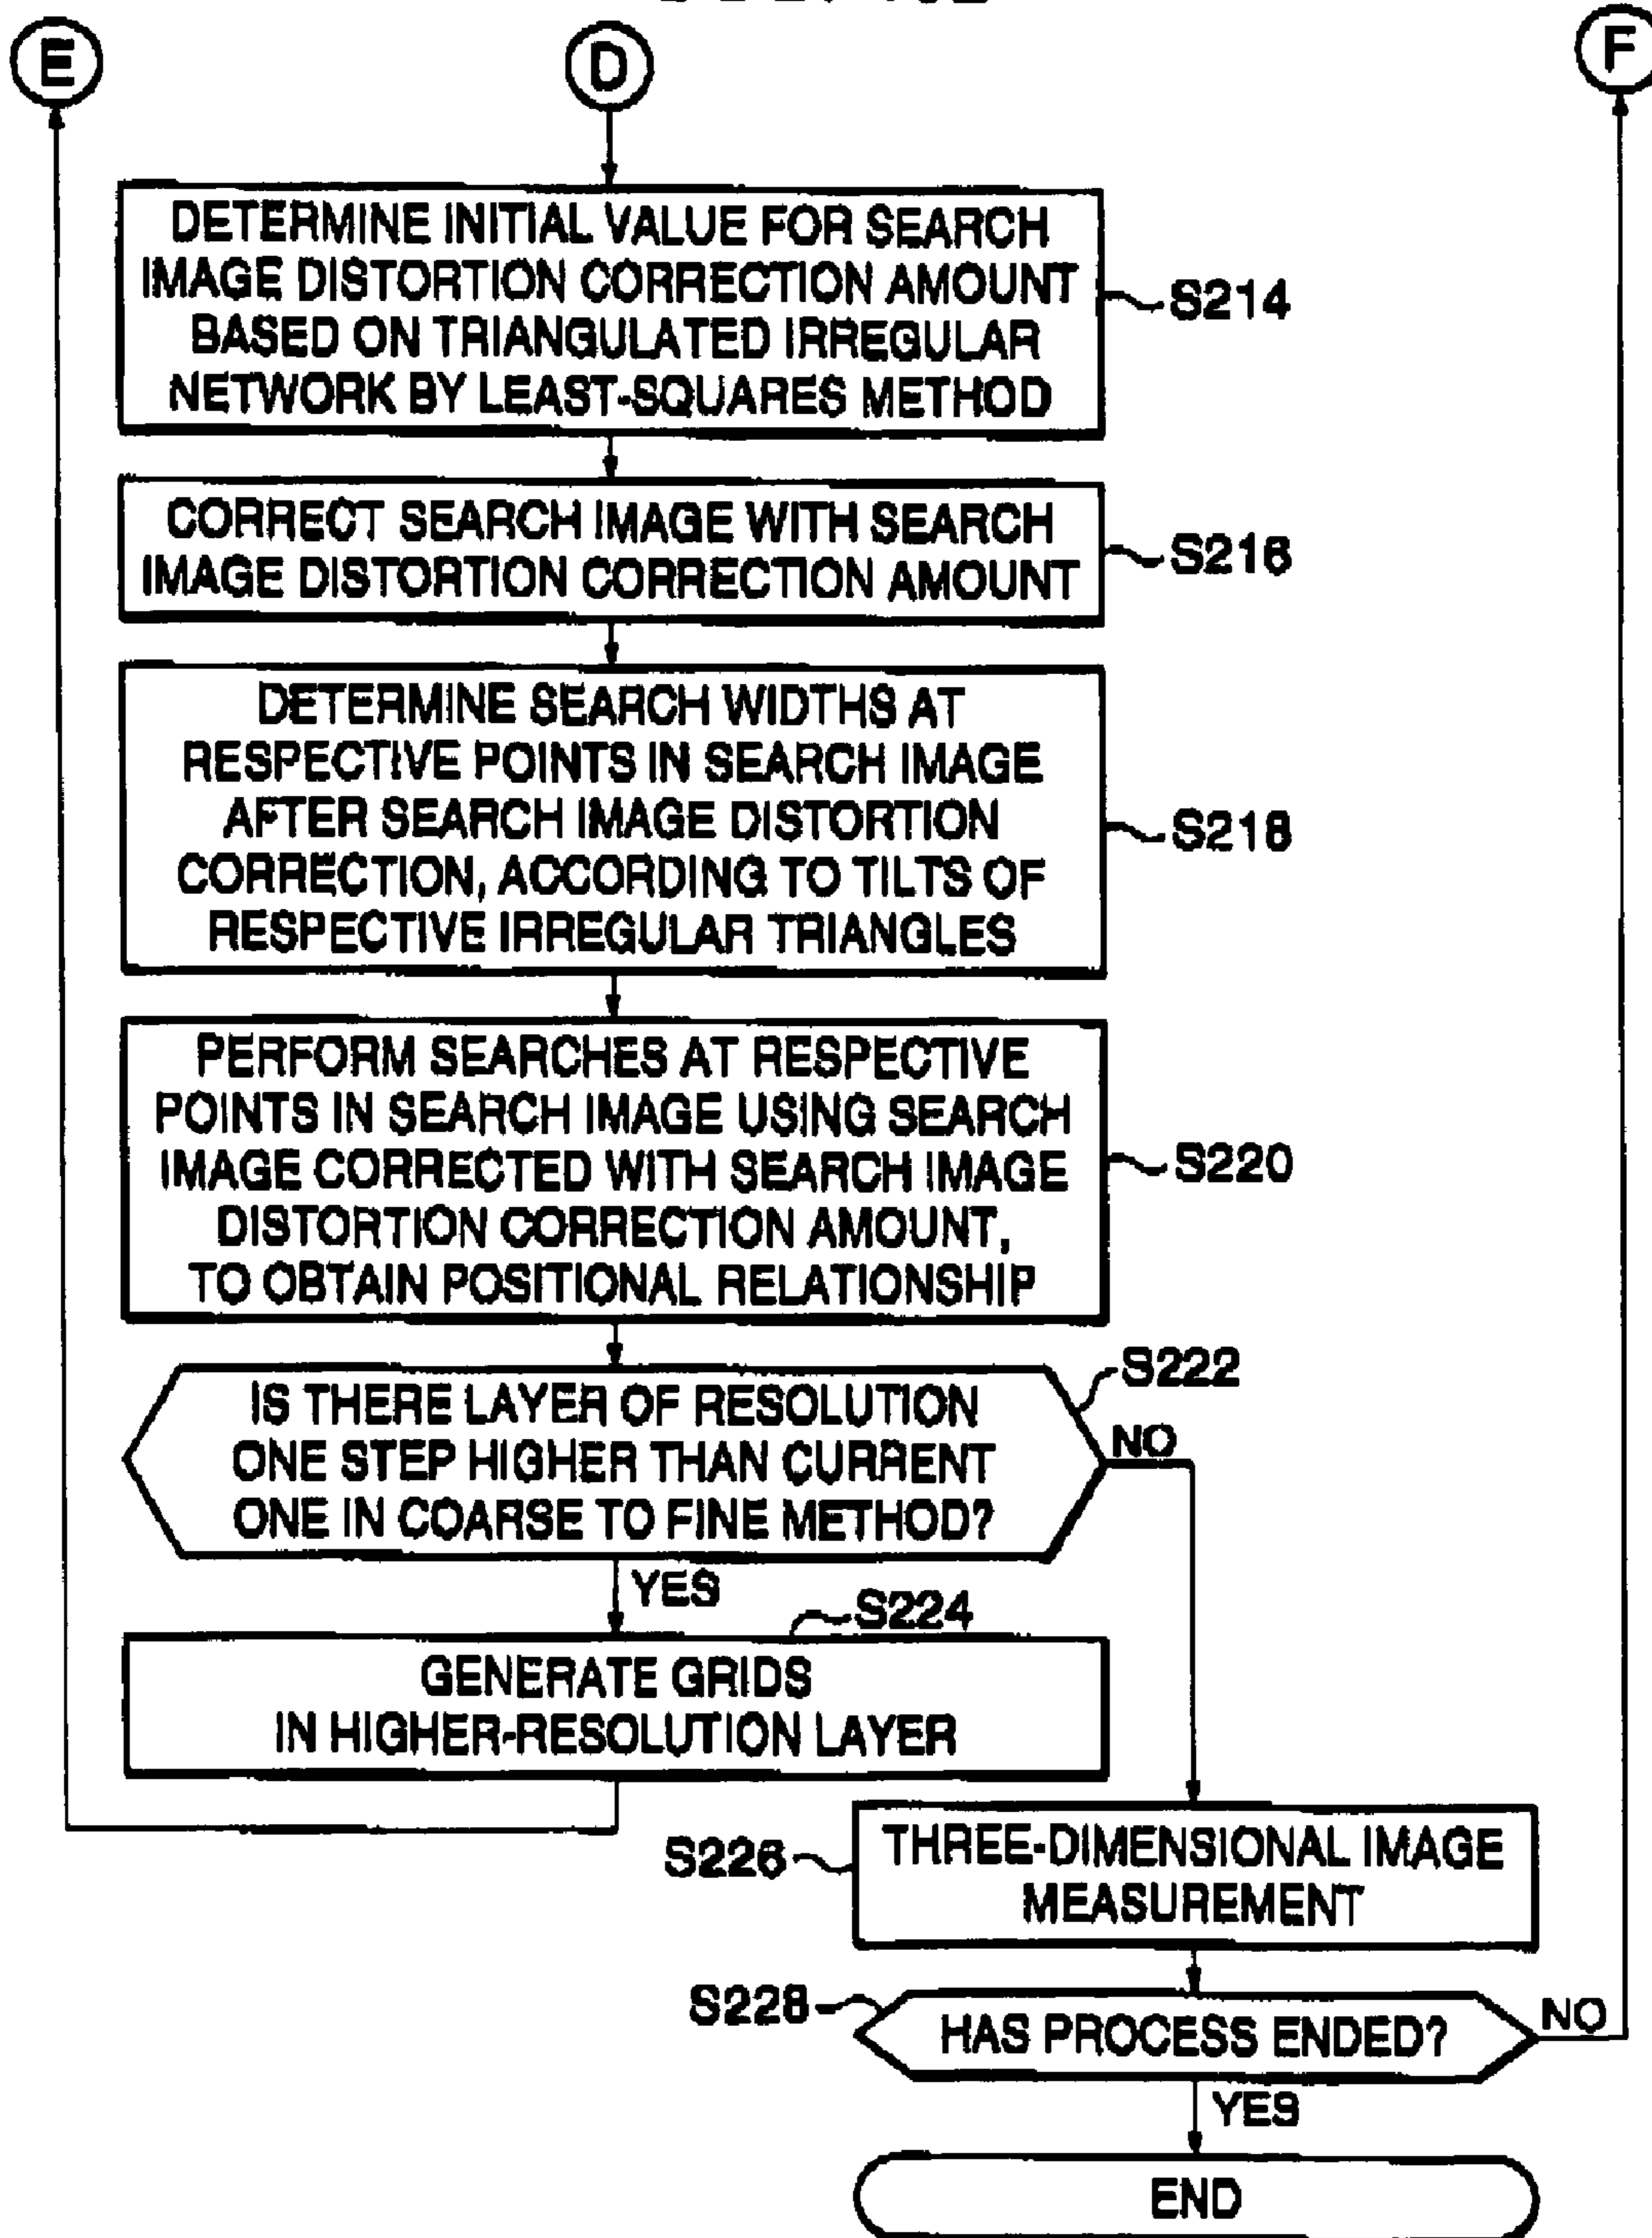 E
D
F
DETERMINE INITIAL VALUE FOR SEARCH
IMAGE DISTORTION CORRECTION AMOUNT
BASED ON TRIANGULATED IRREGULAR
NETWORK BY LEAST-SQUARES METHOD
S214
CORRECT SEARCH IMAGE WITH SEARCH
IMAGE DISTORTION CORRECTION AMOUNT
S216
DETERMINE SEARCH WIDTHS AT
RESPECTIVE POINTS IN SEARCH IMAGE
AFTER SEARCH IMAGE DISTORTION
CORRECTION, ACCORDING TO TILTS OF
RESPECTIVE IRREGULAR TRIANGLES
S218
PERFORM SEARCHES AT RESPECTIVE
POINTS IN SEARCH IMAGE USING SEARCH
IMAGE CORRECTED WITH SEARCH IMAGE
DISTORTION CORRECTION AMOUNT,
TO OBTAIN POSITIONAL RELATIONSHIP
S220
IS THERE LAYER OF RESOLUTION
ONE STEP HIGHER THAN CURRENT
ONE IN COARSE TO FINE METHOD?
S222
NO
YES
S224
GENERATE GRIDS
IN HIGHER-RESOLUTION LAYER
S226
THREE-DIMENSIONAL IMAGE
MEASUREMENT
S228
HAS PROCESS ENDED?
NO
YES
END